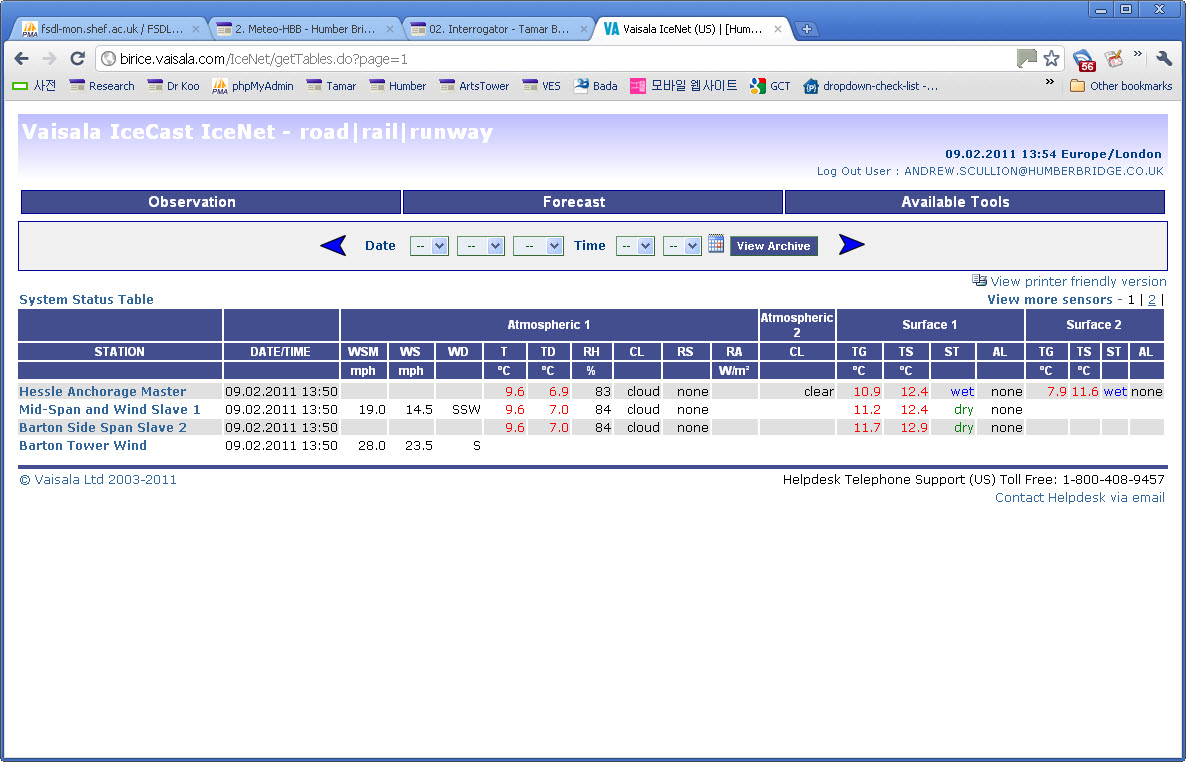 fsdl-mon.shef.ac.uk / FSDL...
2. Meteo-HBB - Humber Bri...
02. Interrogator - Tamar B...
VA Vaisala IceNet (US) | [Hum...
birice.vaisala.com/IceNet/getTables.do?page=1
56
사전 Research Dr Koo phpMyAdmin Tamar Humber ArtsTower VES Bada 모바일 웹사이트 GCT dropdown-check-list -... » Other bookmarks
Vaisala IceCast IceNet - road|rail|runway
09.02.2011 13:54 Europe/London
Log Out User : ANDREW.SCULLION@HUMBERBRIDGE.CO.UK
Observation Forecast Available Tools
Date -- -- -- Time -- -- View Archive
View printer friendly version
System Status Table View more sensors - 1 | 2 |
Atmospheric 1 Atmospheric 2 Surface 1 Surface 2
STATION DATE/TIME WSM WS WD T TD RH CL RS RA CL TG TS ST AL TG TS ST AL
mph mph °C °C % W/m² °C °C °C °C
Hessle Anchorage Master 09.02.2011 13:50 9.6 6.9 83 cloud none clear 10.9 12.4 wet none 7.9 11.6 wet none
Mid-Span and Wind Slave 1 09.02.2011 13:50 19.0 14.5 SSW 9.6 7.0 84 cloud none 11.2 12.4 dry none
Barton Side Span Slave 2 09.02.2011 13:50 9.6 7.0 84 cloud none 11.7 12.9 dry none
Barton Tower Wind 09.02.2011 13:50 28.0 23.5 S
© Vaisala Ltd 2003-2011 Helpdesk Telephone Support (US) Toll Free: 1-800-408-9457
Contact Helpdesk via email